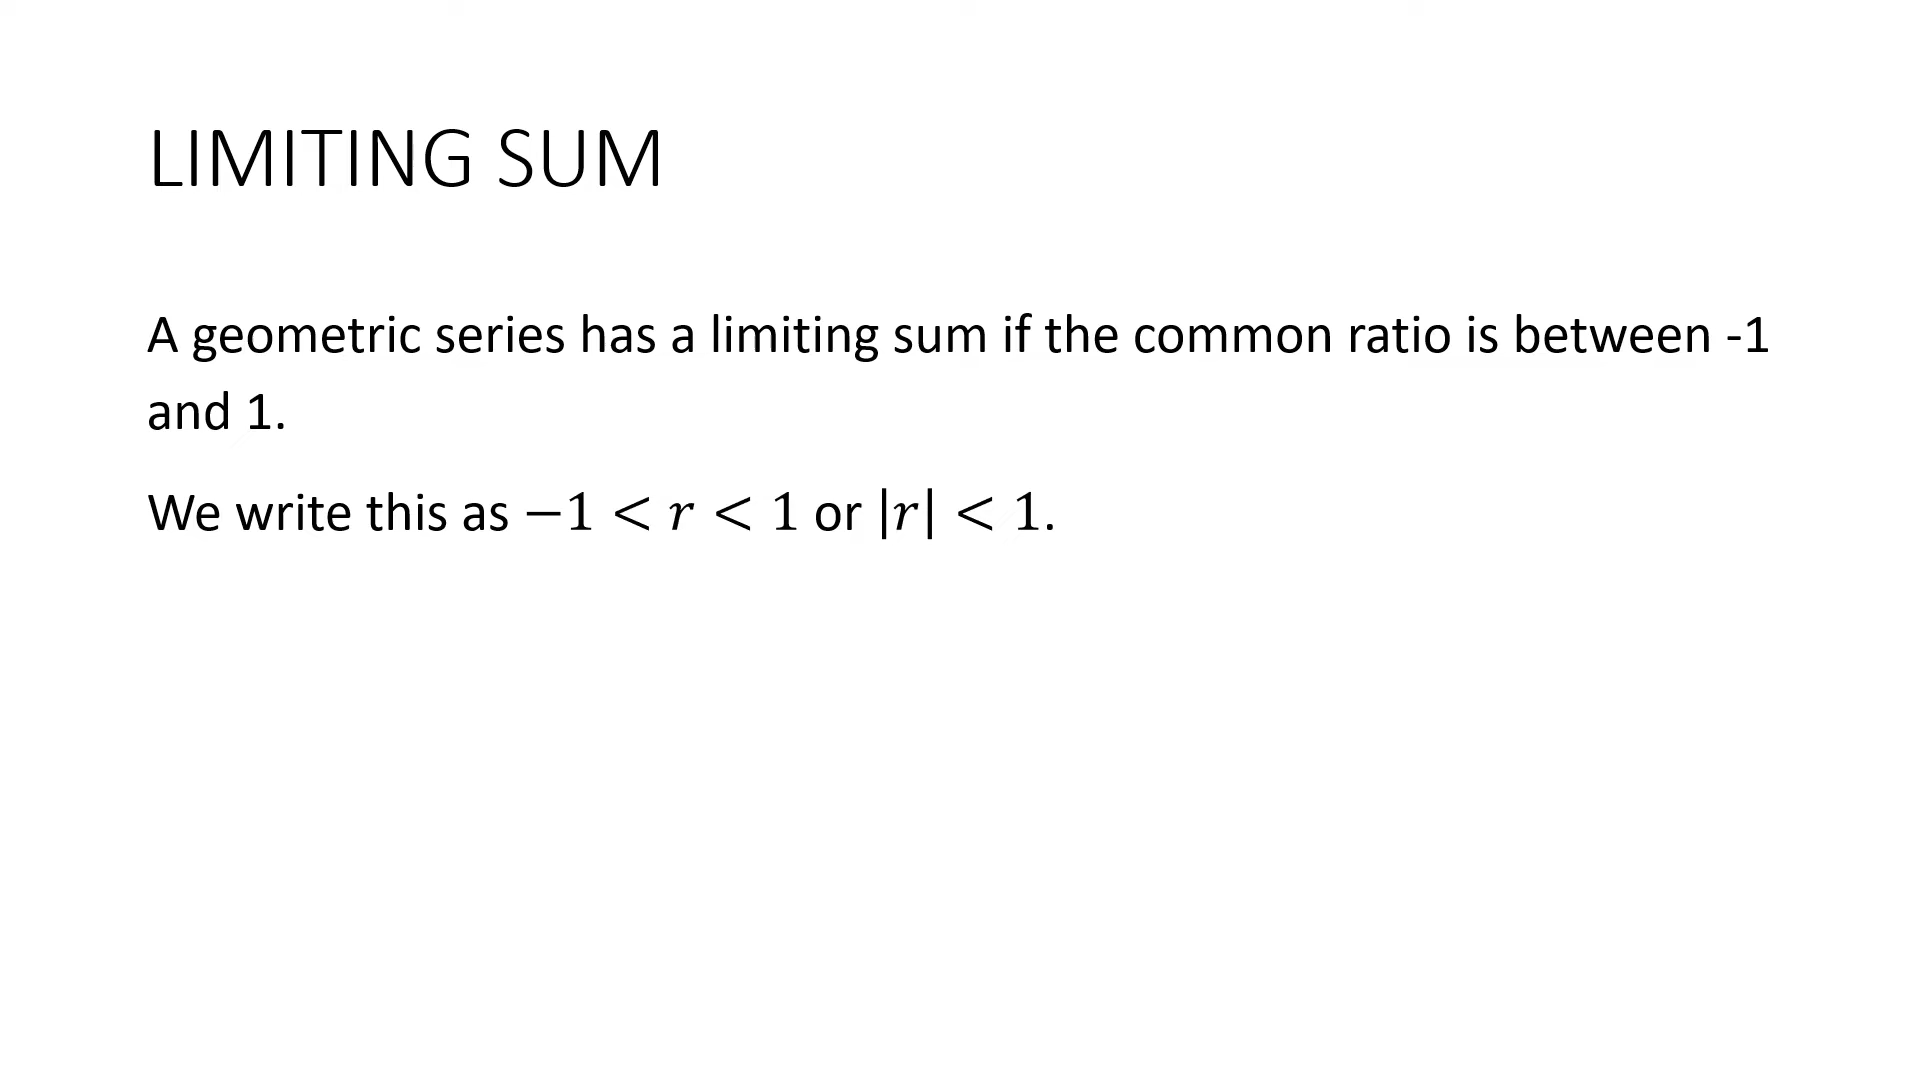 LIMITING SUM
A geometric series has a limiting sum if the common ratio is between -1
and 1.
We write this as −1 < r < 1 or |r| < 1.